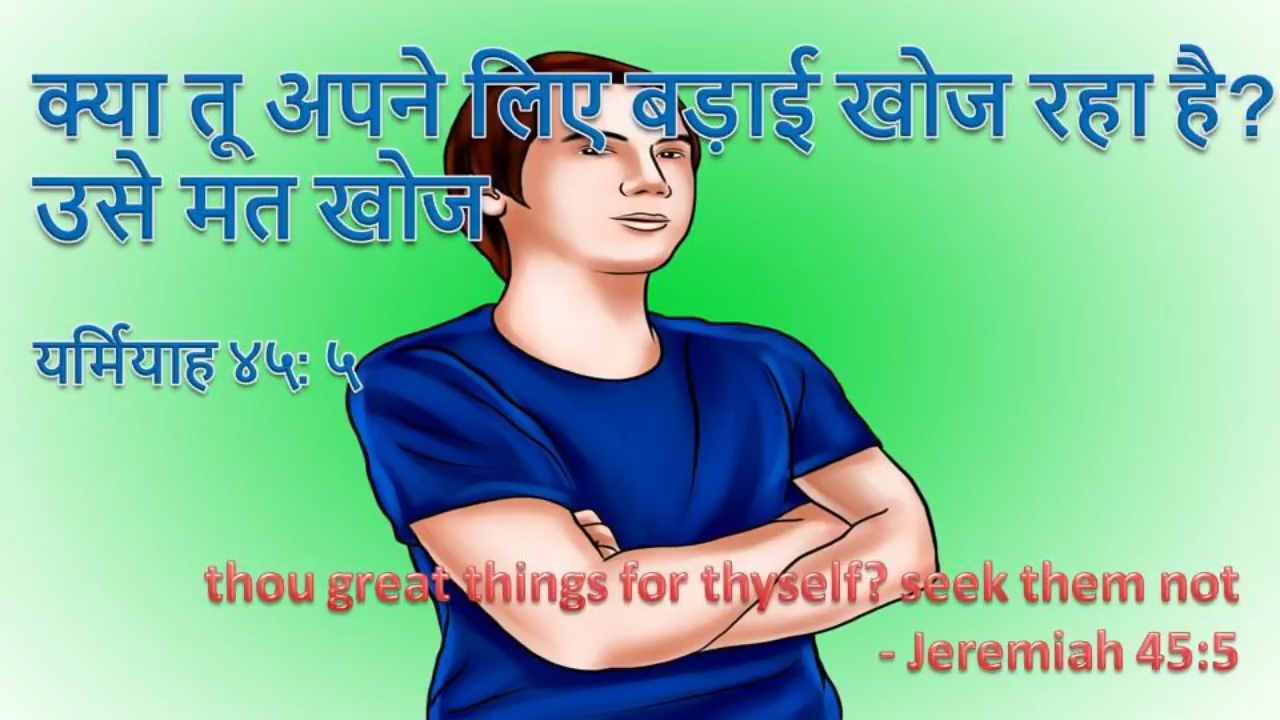 क्या तू अपने लिए बड़ाई खोज रहा है?
उसे मत खोज
यर्मियाह ४५: ५
thou great things for thyself? seek them not
- Jeremiah 45:5